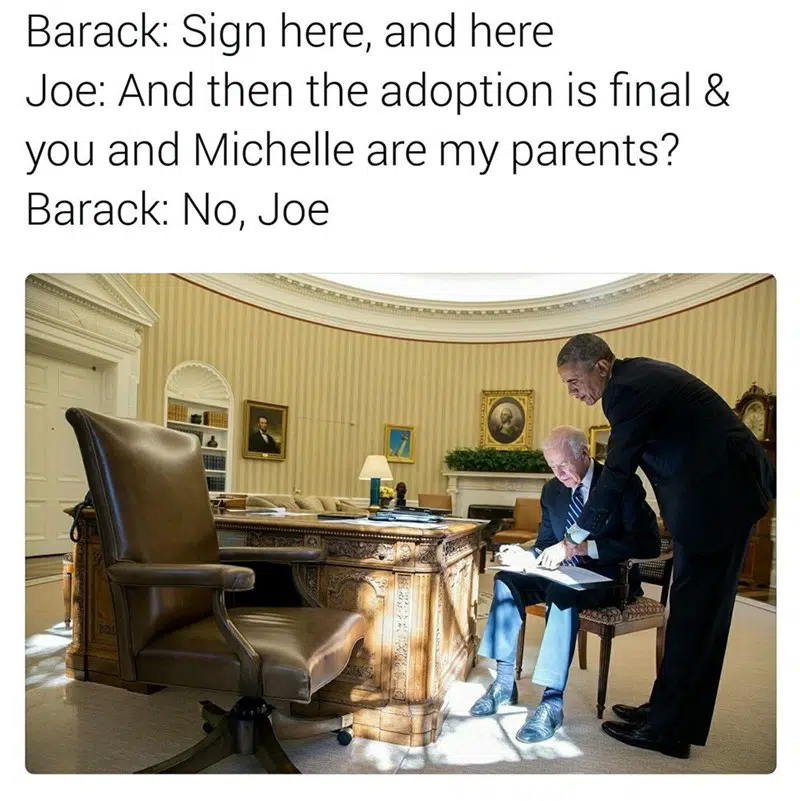 Barack: Sign here, and here
Joe: And then the adoption is final &
you and Michelle are my parents?
Barack: No, Joe